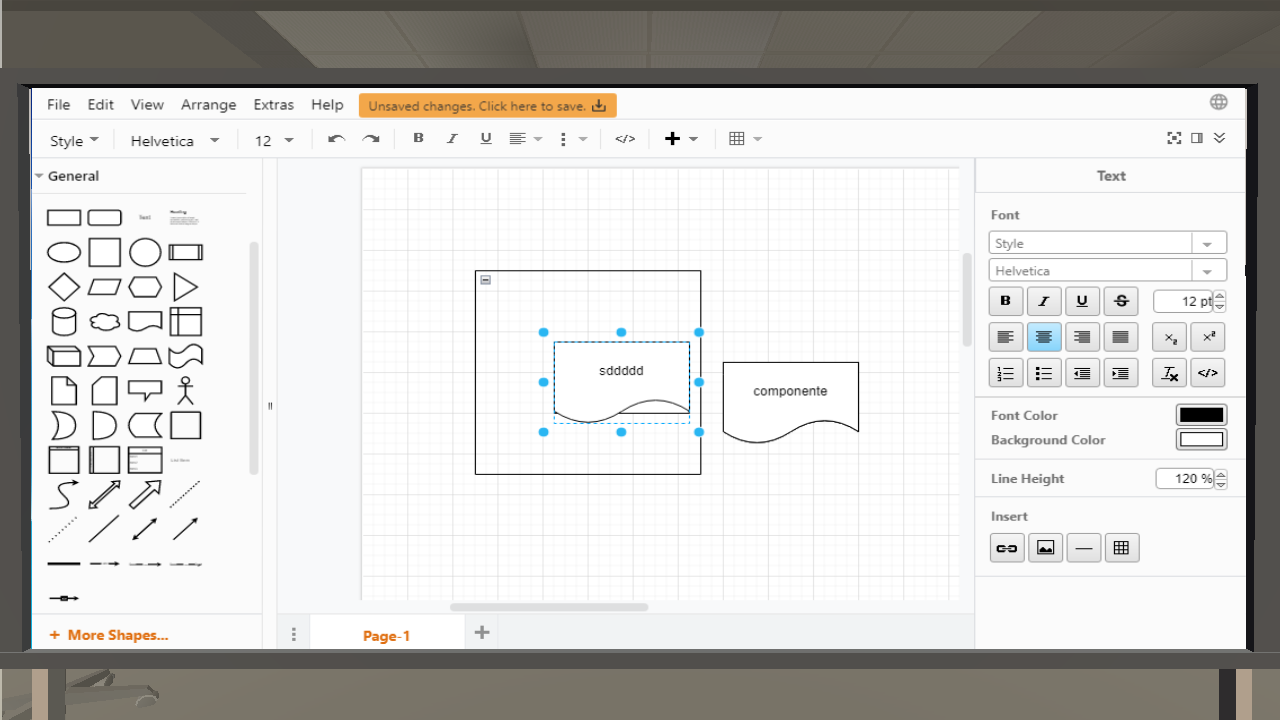 File Edit View Arrange Extras Help Unsaved changes. Click here to save.
Style Helvetica 12 B I U </>
General
Text
Heading
Text
Font
Style
Helvetica
B I U S 12 pt
X₂ X²
</>
Font Color
Background Color
Line Height 120 %
Insert
sddddd
componente
+ More Shapes...
Page-1